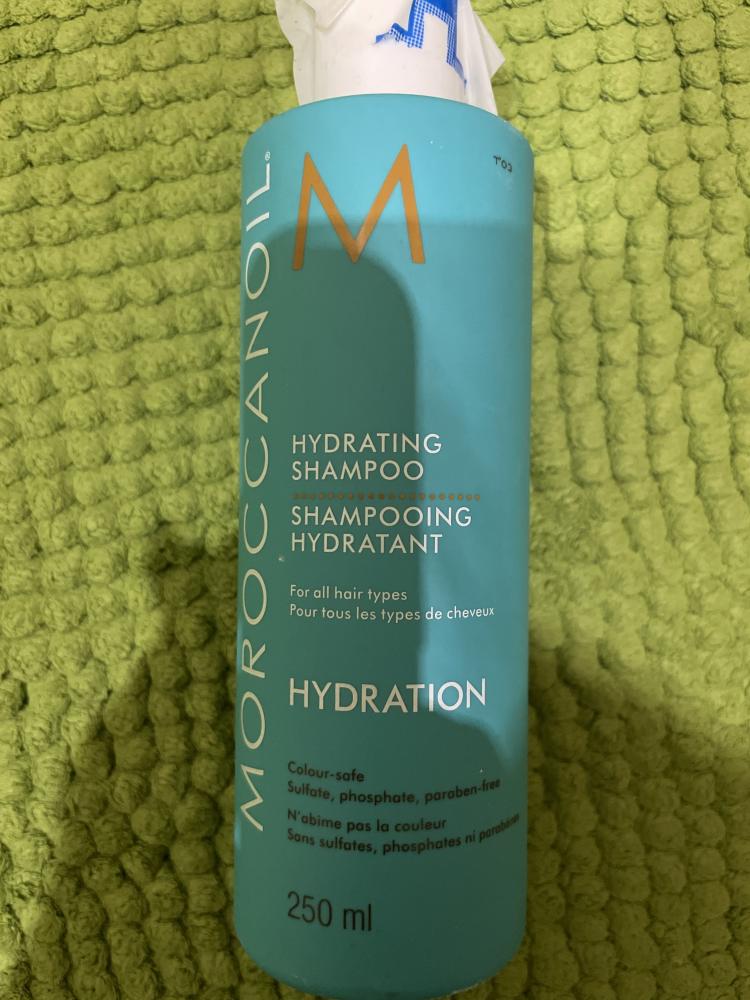 MOROCCANOIL®
M
HYDRATING
SHAMPOO
SHAMPOOING
HYDRATANT
For all hair types
Pour tous les types de cheveux
HYDRATION
Colour-safe
Sulfate, phosphate, paraben-free
N'abime pas la couleur
Sans sulfates, phosphates ni parabènes
250 ml